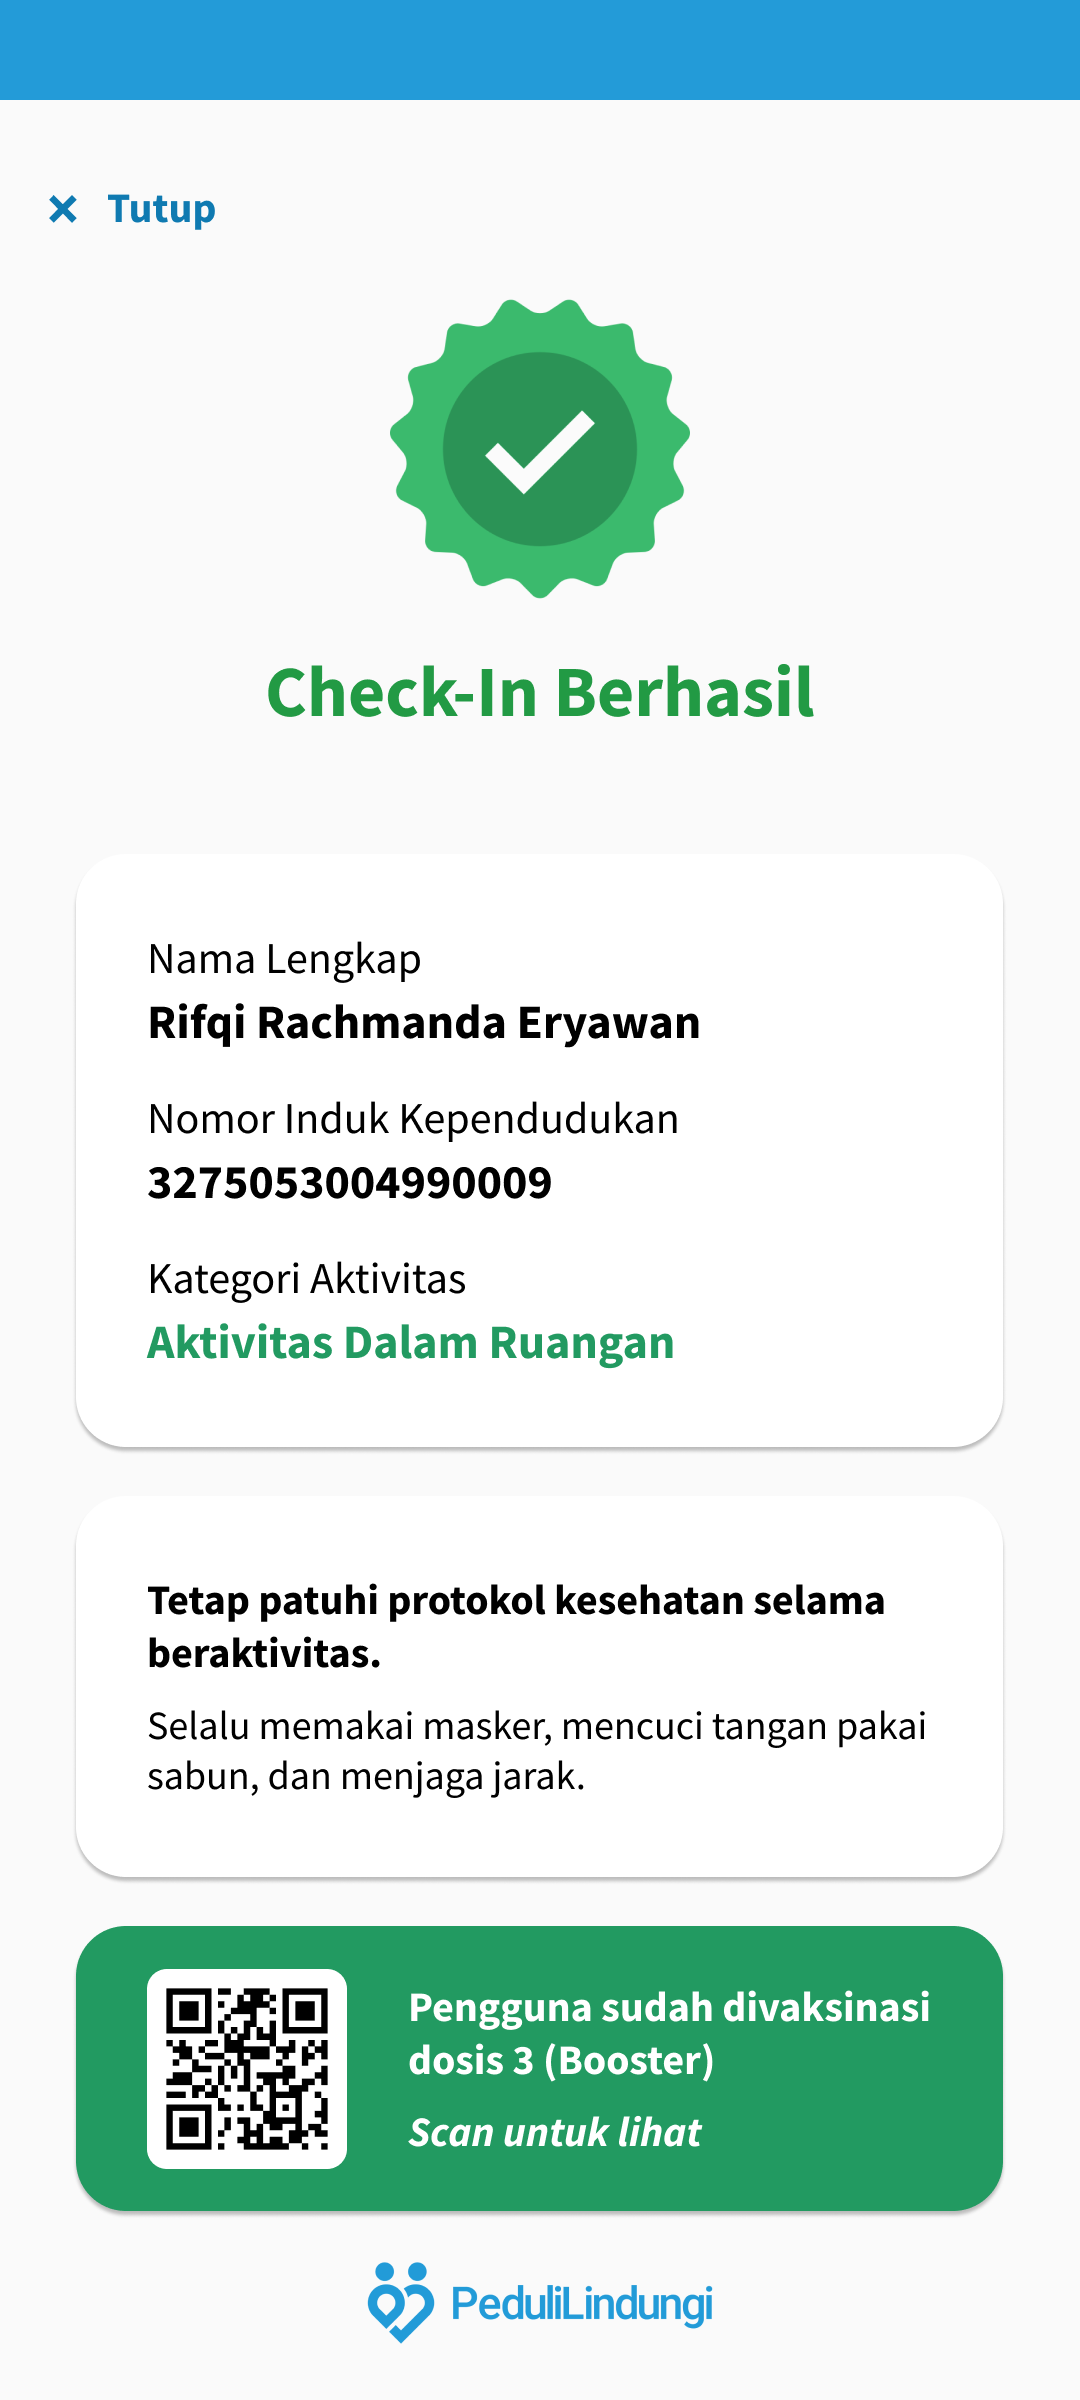 Tutup
Check-In Berhasil
Nama Lengkap
Rifqi Rachmanda Eryawan
Nomor Induk Kependudukan
3275053004990009
Kategori Aktivitas
Aktivitas Dalam Ruangan
Tetap patuhi protokol kesehatan selama
beraktivitas.
Selalu memakai masker, mencuci tangan pakai
sabun, dan menjaga jarak.
Pengguna sudah divaksinasi
dosis 3 (Booster)
Scan untuk lihat
PeduliLindungi